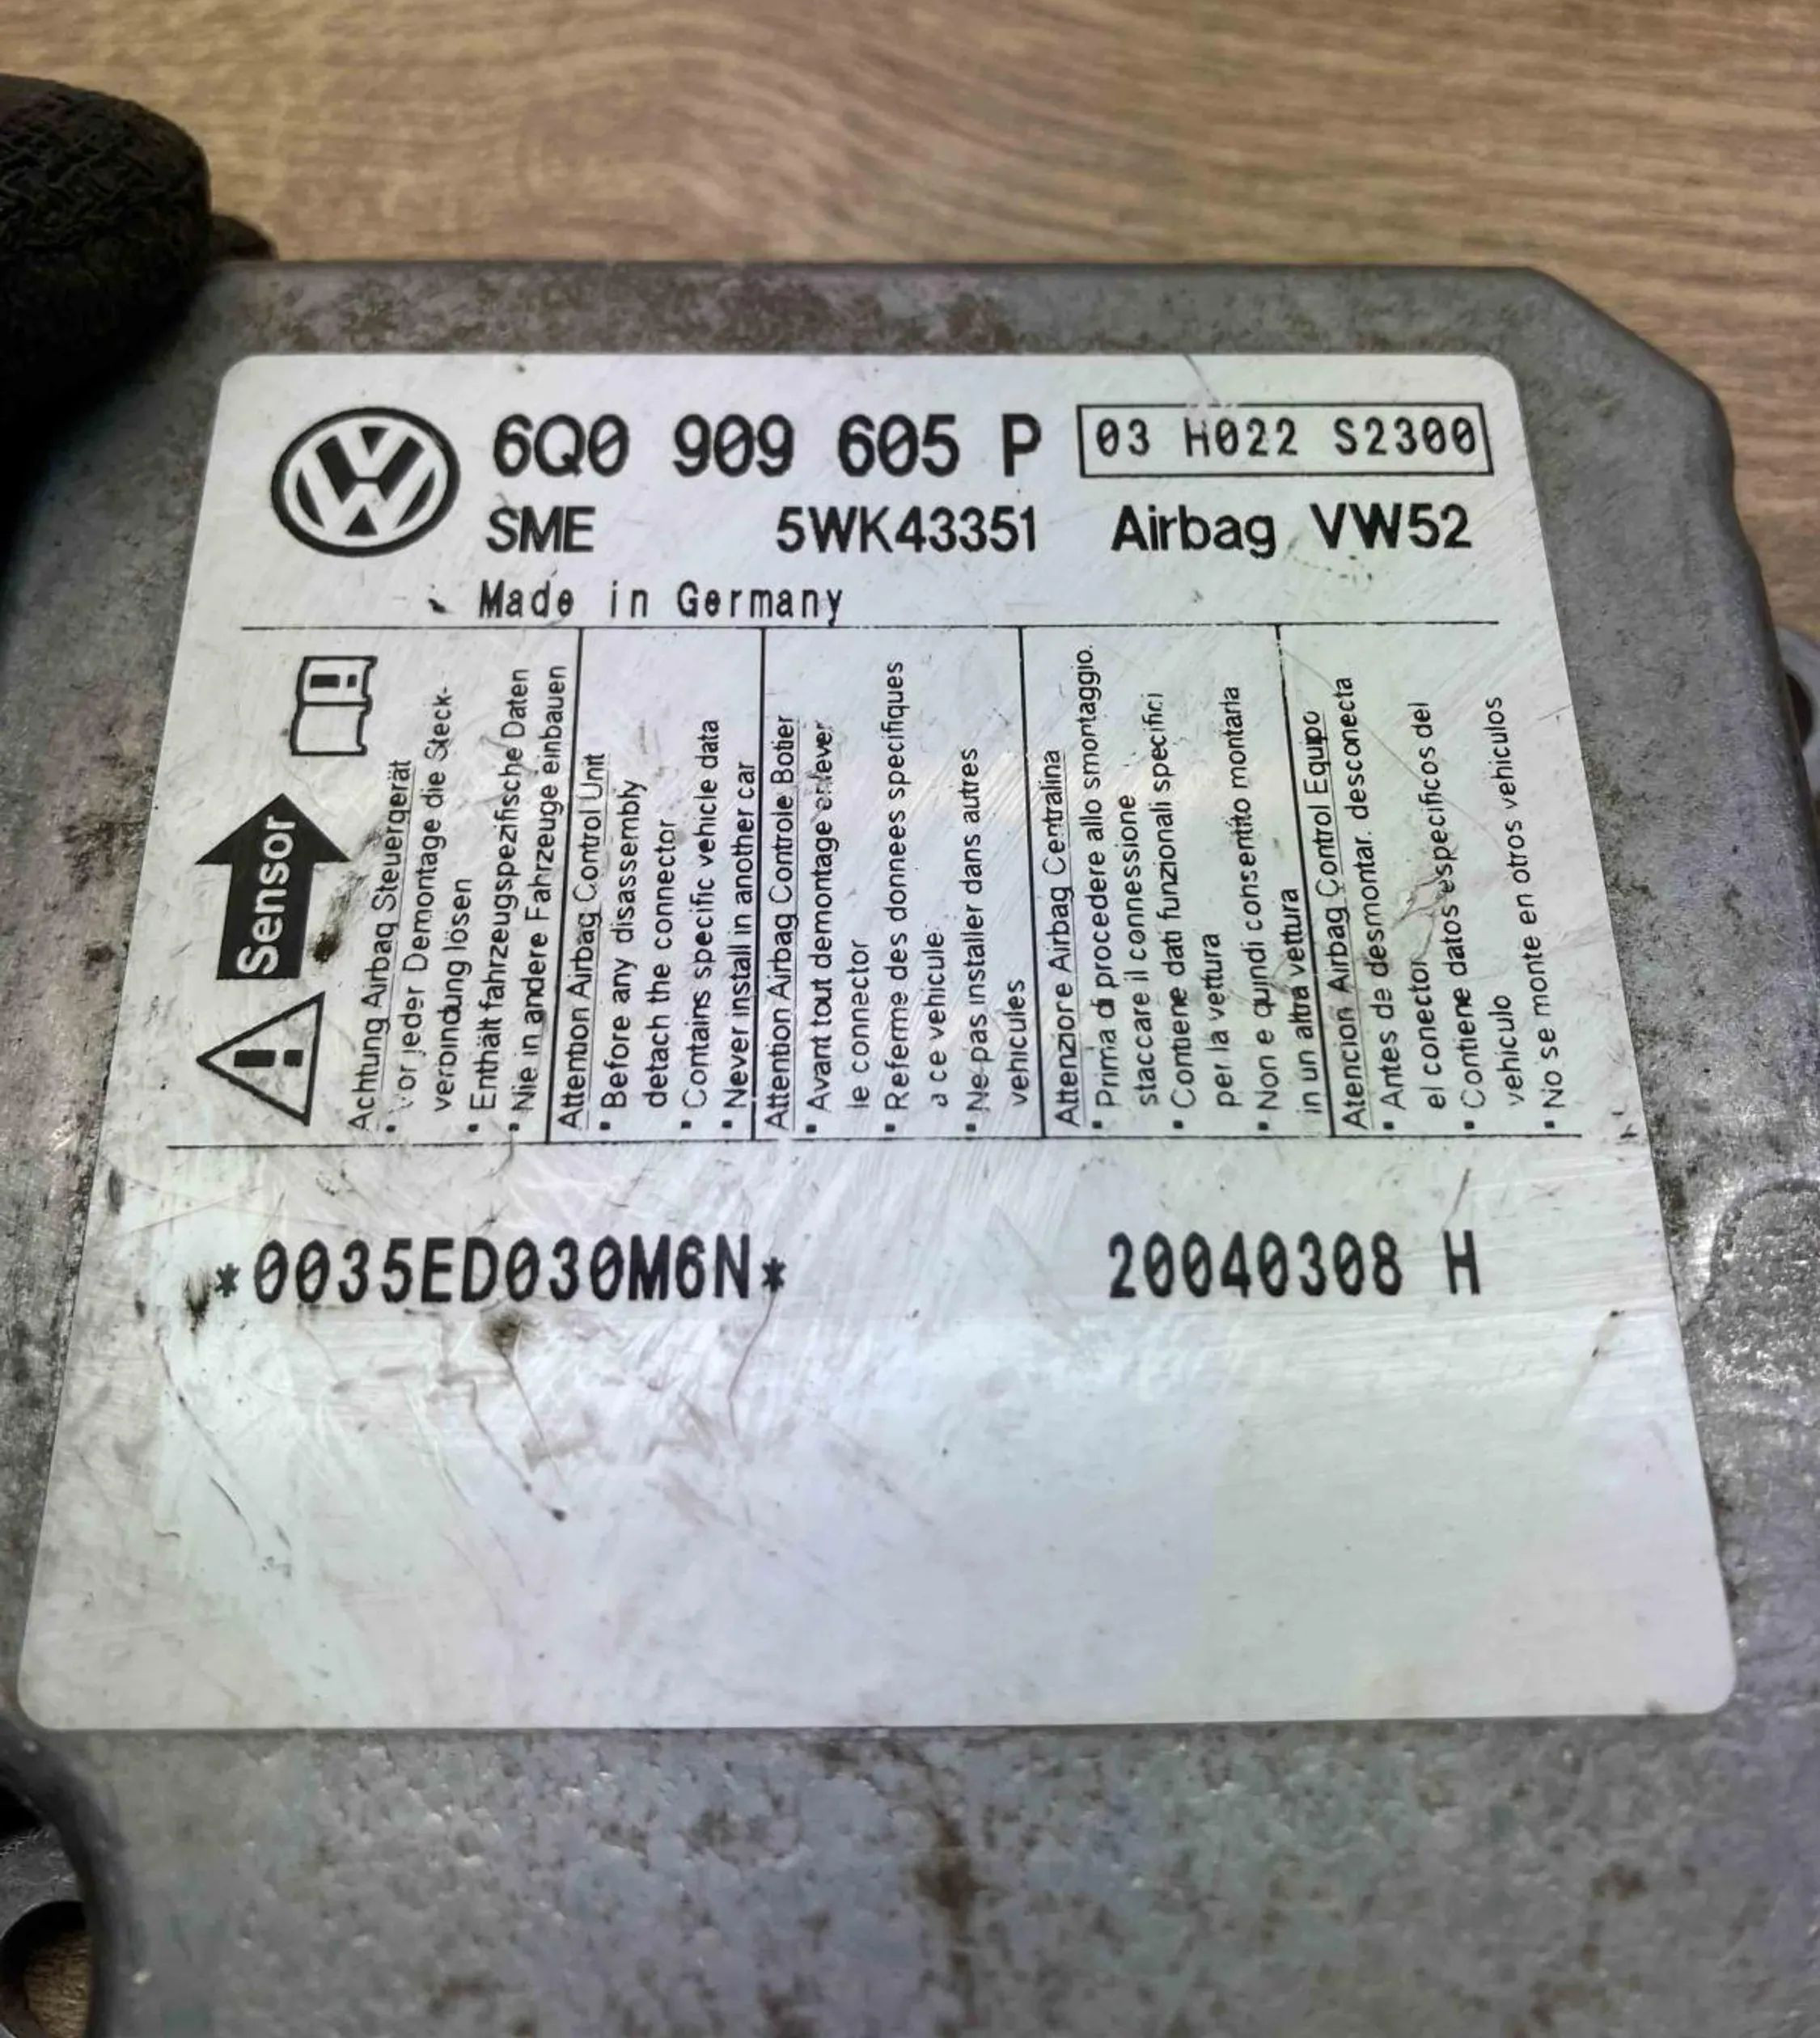 6Q0 909 605 P
03 H022 S2300
SME 5WK43351 Airbag VW52
Made in Germany
Sensor
Achtung Airbag Steuergerät
• vor jeder Demontage die Steck-
verbindung lösen
• Enthält fahrzeugspezifische Daten
• Nie in andere Fahrzeuge einbauen
Attention Airbag Control Unit
• Before any disassembly
detach the connector
• Contains specific vehicle data
• Never install in another car
Attention Airbag Controle Botier
• Avant tout demontage enlever
le connector
• Referme des donnees specifiques
a ce vehicule
• Ne pas installer dans autres
vehicules
Attenzione Airbag Centralina
• Prima di procedere allo smontaggio.
staccare il connessione
• Contiene dati funzionali specifici
per la vettura
• Non e quindi consentito montarla
in un altra vettura
Atencion Airbag Control Equipo
• Antes de desmontar. desconecta
el conector
• Contiene datos especificos del
vehiculo
• No se monte en otros vehiculos
*0035ED030M6N* 20040308 H